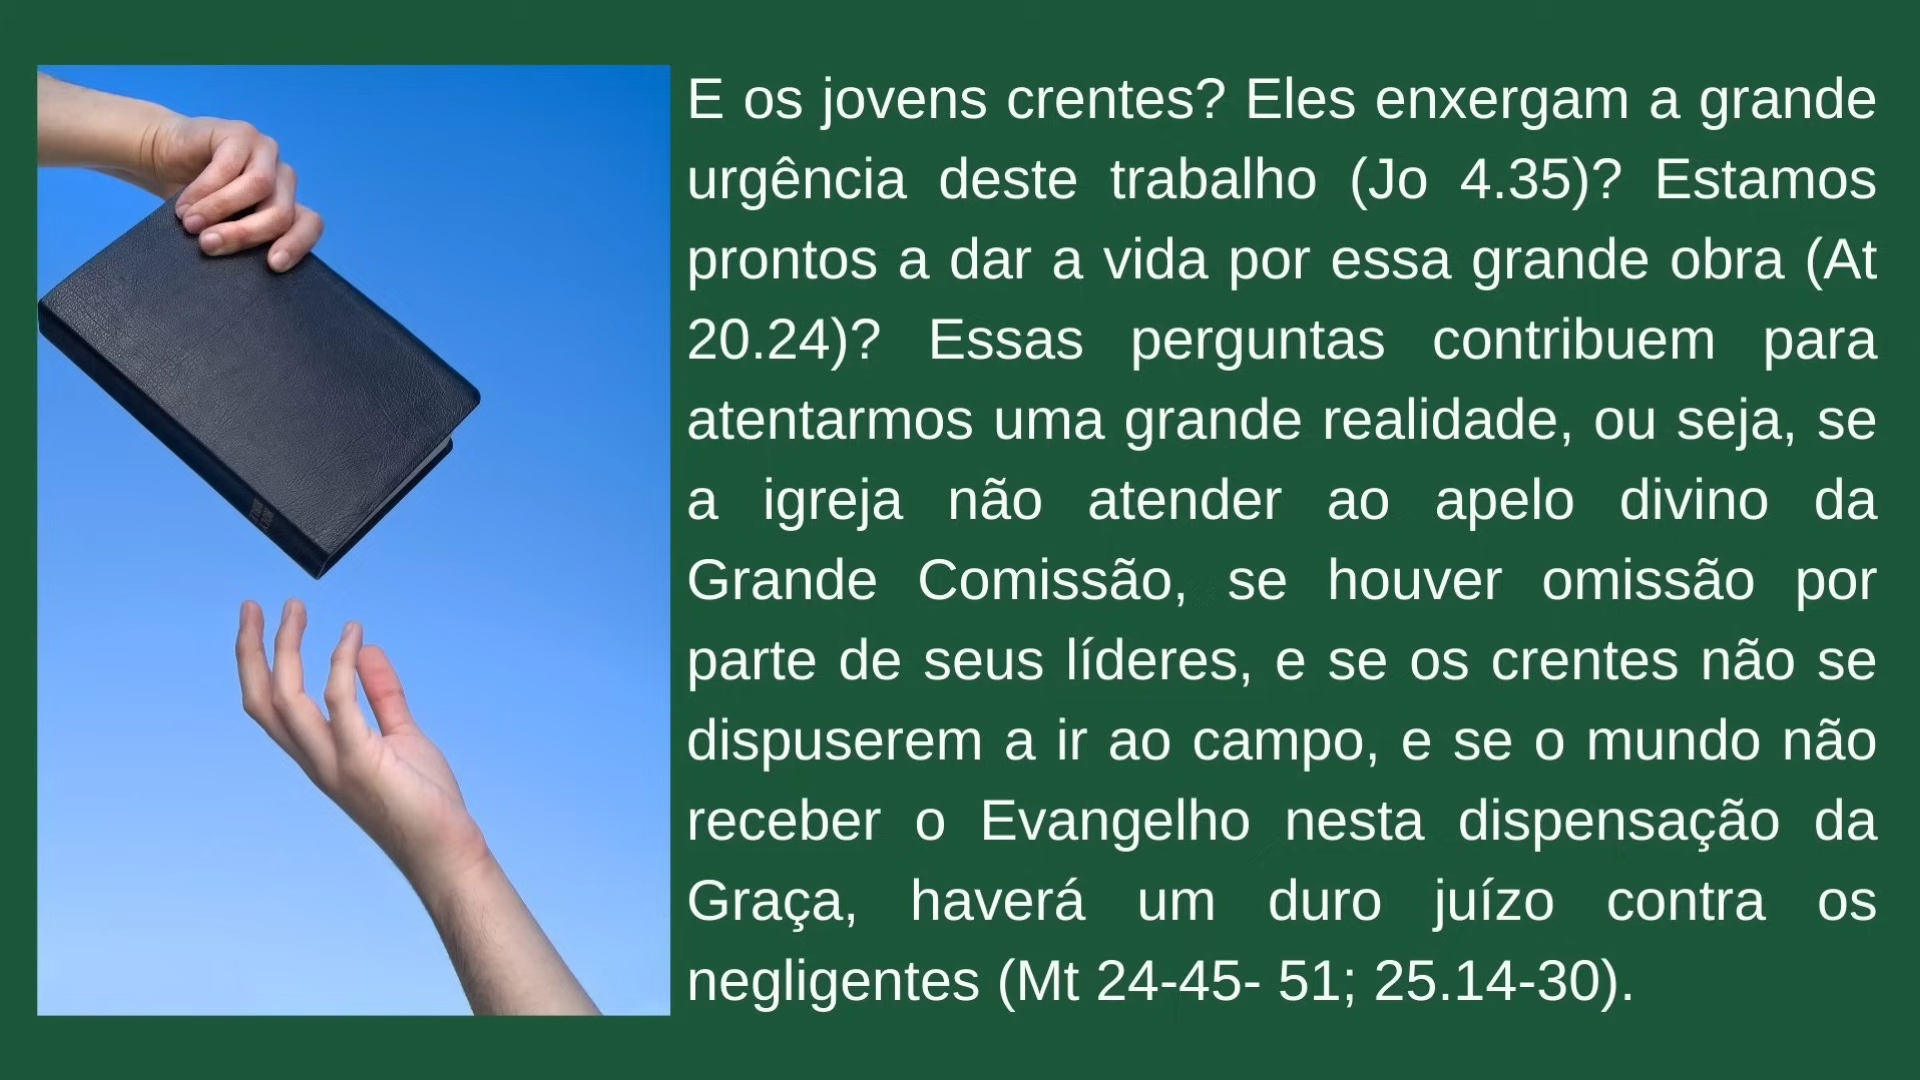 E os jovens crentes? Eles enxergam a grande
urgência deste trabalho (Jo 4.35)? Estamos
prontos a dar a vida por essa grande obra (At
20.24)? Essas perguntas contribuem para
atentarmos uma grande realidade, ou seja, se
a igreja não atender ao apelo divino da
Grande Comissão, se houver omissão por
parte de seus líderes, e se os crentes não se
dispuserem a ir ao campo, e se o mundo não
receber o Evangelho nesta dispensação da
Graça, haverá um duro juízo contra os
negligentes (Mt 24-45- 51; 25.14-30).